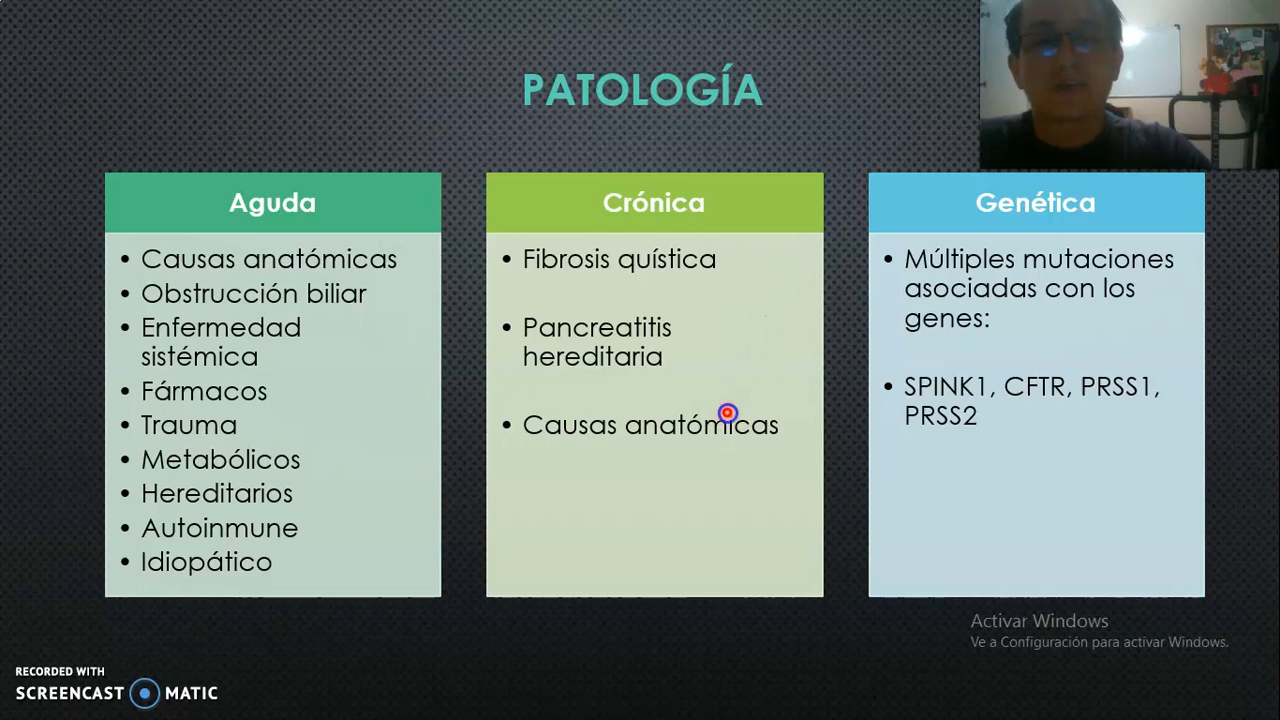 PATOLOGÍA
Aguda
• Causas anatómicas
• Obstrucción biliar
• Enfermedad
sistémica
• Fármacos
• Trauma
• Metabólicos
• Hereditarios
• Autoinmune
• Idiopático
Crónica
• Fibrosis quística
• Pancreatitis
hereditaria
• Causas anatómicas
Genética
• Múltiples mutaciones
asociadas con los
genes:
• SPINK1, CFTR, PRSS1,
PRSS2
Activar Windows
Ve a Configuración para activar Windows.
RECORDED WITH
SCREENCAST MATIC